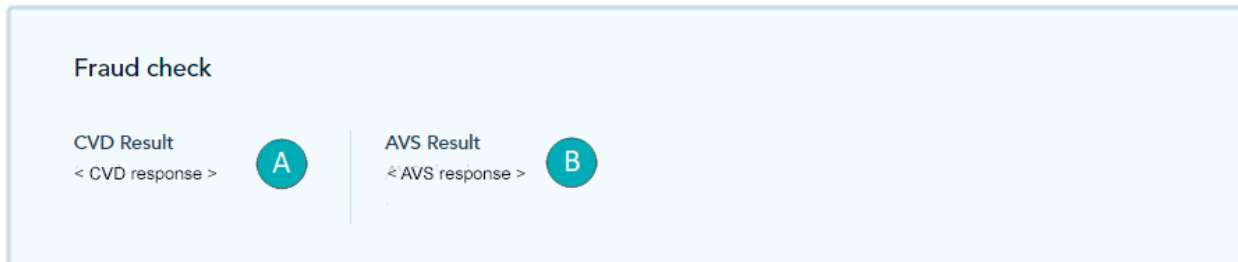 Fraud check
CVD Result
< CVD response >
A
AVS Result
< AVS response >
B